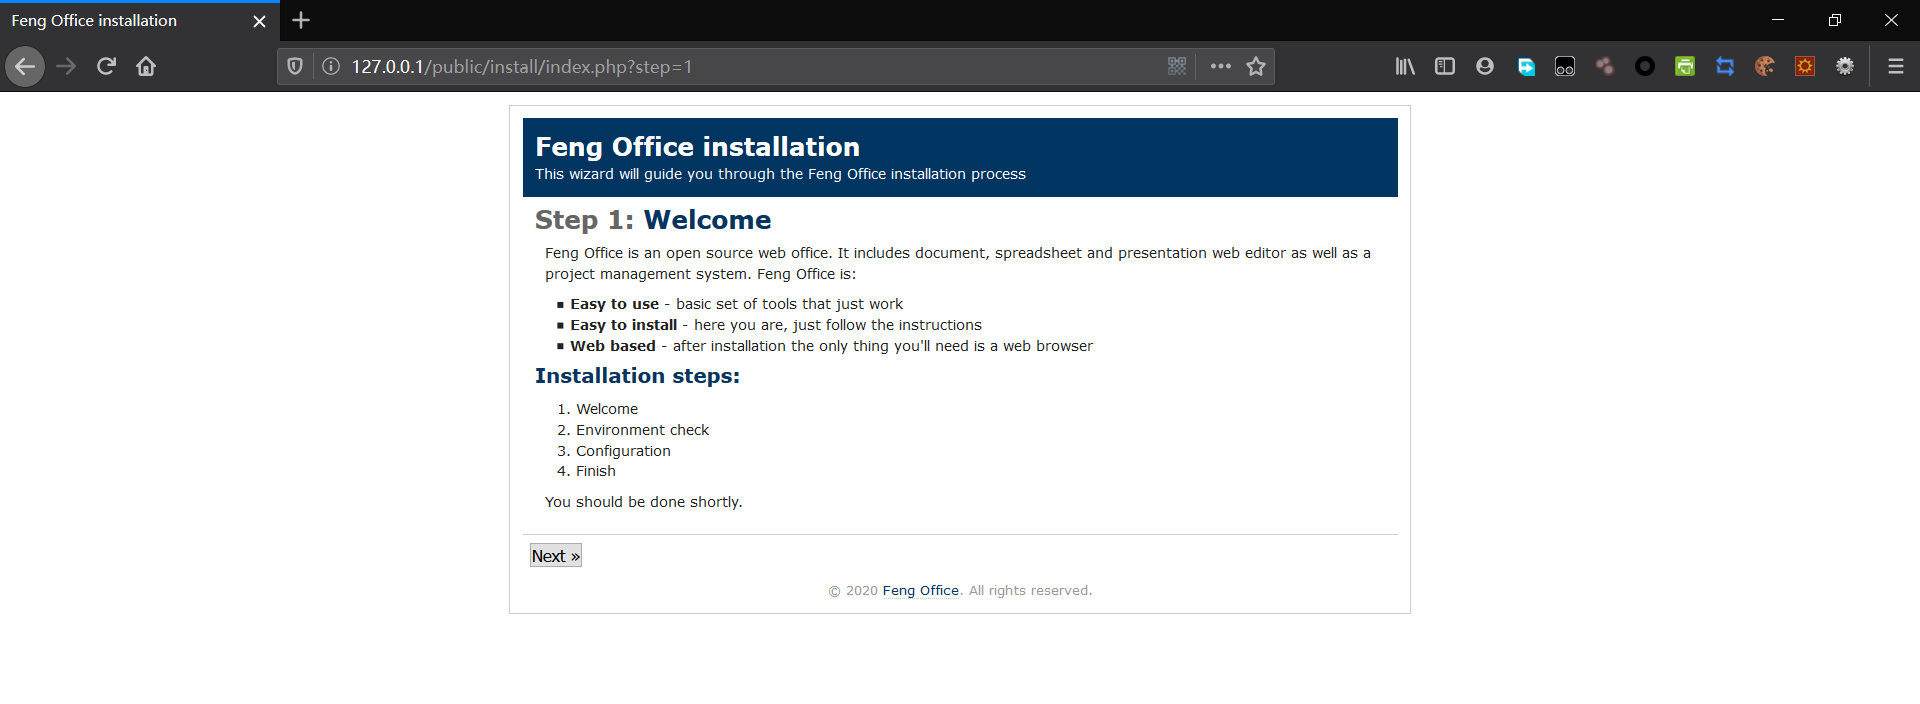 Feng Office installation
127.0.0.1/public/install/index.php?step=1
Feng Office installation
This wizard will guide you through the Feng Office installation process
Step 1: Welcome
Feng Office is an open source web office. It includes document, spreadsheet and presentation web editor as well as a
project management system. Feng Office is:
Easy to use - basic set of tools that just work
Easy to install - here you are, just follow the instructions
Web based - after installation the only thing you'll need is a web browser
Installation steps:
1. Welcome
2. Environment check
3. Configuration
4. Finish
You should be done shortly.
Next »
© 2020 Feng Office. All rights reserved.